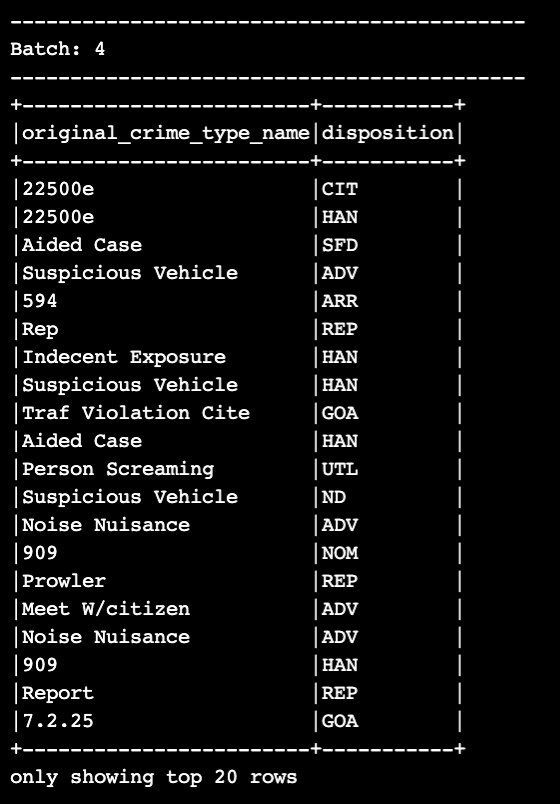 -------------------------------------------
Batch: 4
-------------------------------------------
+------------------------+-----------+
|original_crime_type_name|disposition|
+------------------------+-----------+
|22500e                  |CIT        |
|22500e                  |HAN        |
|Aided Case              |SFD        |
|Suspicious Vehicle      |ADV        |
|594                     |ARR        |
|Rep                     |REP        |
|Indecent Exposure       |HAN        |
|Suspicious Vehicle      |HAN        |
|Traf Violation Cite     |GOA        |
|Aided Case              |HAN        |
|Person Screaming        |UTL        |
|Suspicious Vehicle      |ND         |
|Noise Nuisance          |ADV        |
|909                     |NOM        |
|Prowler                 |REP        |
|Meet W/citizen          |ADV        |
|Noise Nuisance          |ADV        |
|909                     |HAN        |
|Report                  |REP        |
|7.2.25                  |GOA        |
+------------------------+-----------+
only showing top 20 rows